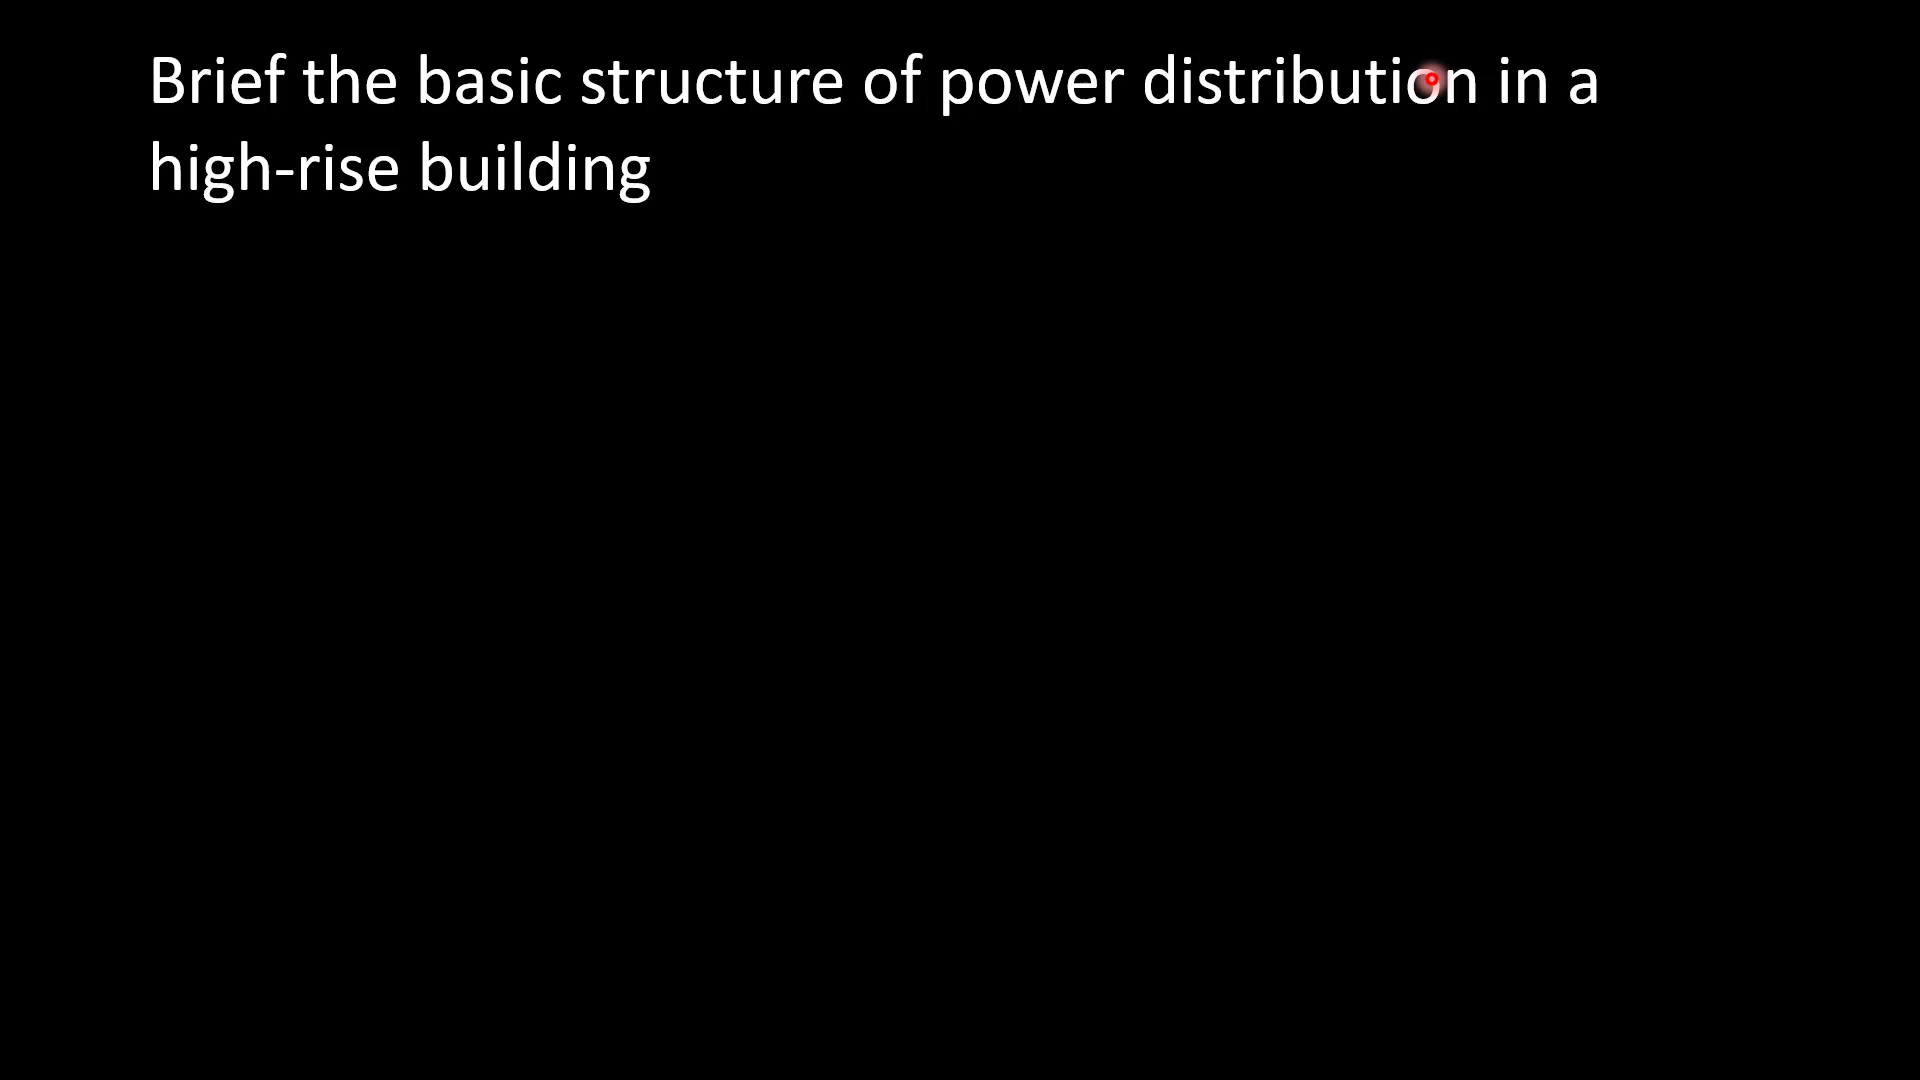 Brief the basic structure of power distribution in a
high-rise building